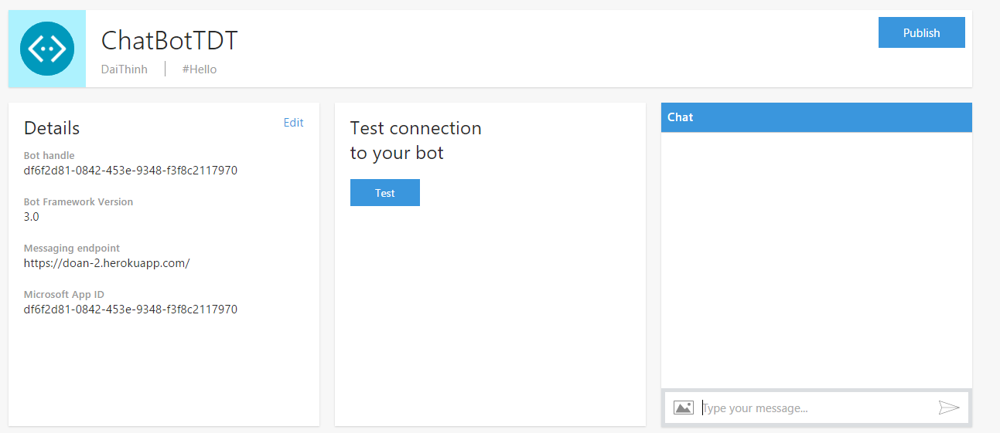 ChatBotTDT
DaiThinh
#Hello
Publish
Details
Edit
Bot handle
df6f2d81-0842-453e-9348-f3f8c2117970
Bot Framework Version
3.0
Messaging endpoint
https://doan-2.herokuapp.com/
Microsoft App ID
df6f2d81-0842-453e-9348-f3f8c2117970
Test connection
to your bot
Test
Chat
Type your message...